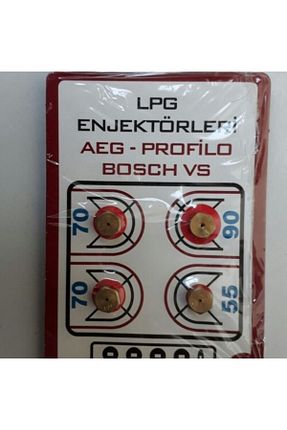 LPG
ENJEKTÖRLERİ
AEG - PROFİLO
BOSCH VS
70
90
70
55